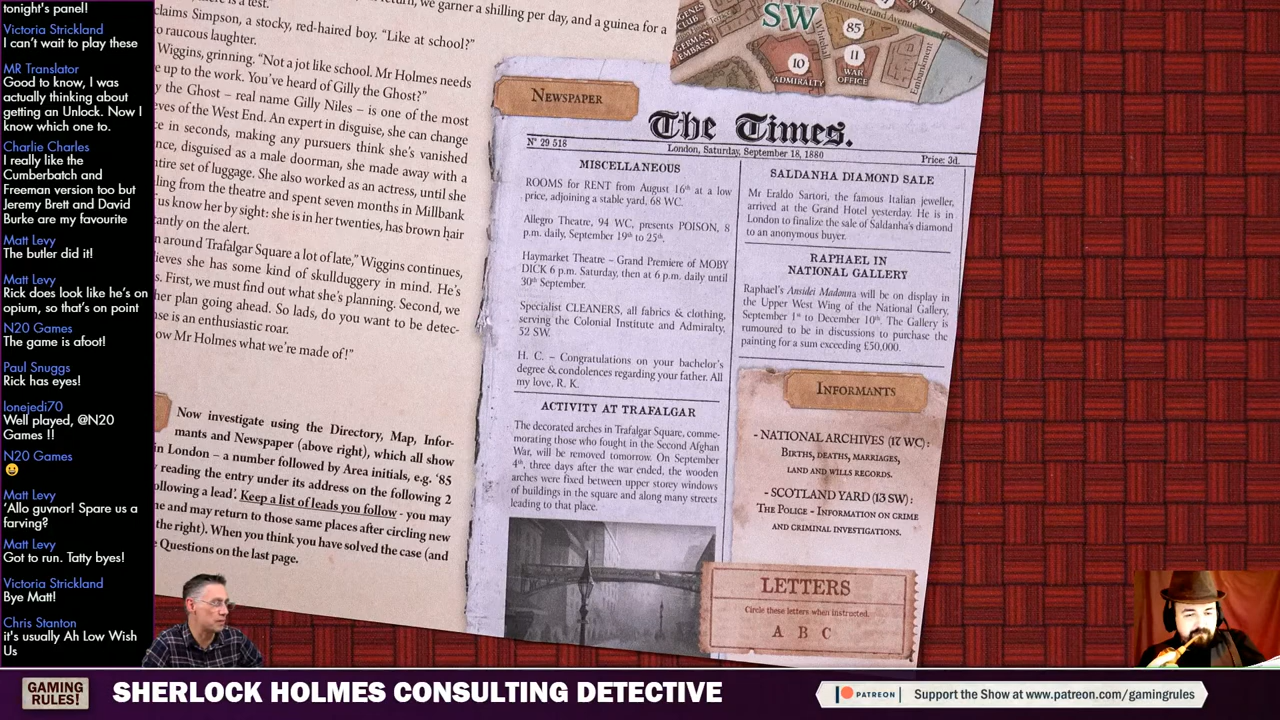 tonight's panel!
Victoria Strickland
I can't wait to play these
MR Translator
Good to know, I was
actually thinking about
getting an Unlock. Now I
know which one to.
Charlie Charles
I really like the
Cumberbatch and
Freeman version too but
Jeremy Brett and David
Burke are my favourite
Matt Levy
The butler did it!
Matt Levy
Rick does look like he's on
opium, so that's on point
N20 Games
The game is afoot!
Paul Snuggs
Rick has eyes!
lonejedi70
Well played, @N20
Games !!
N20 Games
Matt Levy
'Allo guvnor! Spare us a
farving?
Matt Levy
Got to run. Tatty byes!
Victoria Strickland
Bye Matt!
Chris Stanton
it's usually Ah Low Wish
Us
we garner a shilling per day, and a guinea for a
claims Simpson, a stocky, red-haired boy. "Like at school?"
to raucous laughter.
Wiggins, grinning. "Not a jot like school. Mr Holmes needs
up to the work. You've heard of Gilly the Ghost?"
y the Ghost – real name Gilly Niles – is one of the most
eves of the West End. An expert in disguise, she can change
ce in seconds, making any pursuers think she's vanished
nce, disguised as a male doorman, she made away with a
ntire set of luggage. She also worked as an actress, until she
ling from the theatre and spent seven months in Millbank
us know her by sight: she is in her twenties, has brown hair
antly on the alert.
n around Trafalgar Square a lot of late," Wiggins continues,
ieves she has some kind of skullduggery in mind. He's
s. First, we must find out what she's planning. Second, we
her plan going ahead. So lads, do you want to be detec-
se is an enthusiastic roar.
ow Mr Holmes what we're made of!"
Now investigate using the Directory, Map, Infor-
mants and Newspaper (above right), which all show
in London – a number followed by Area initials, e.g. '85
reading the entry under its address on the following 2
ollowing a lead'. Keep a list of leads you follow - you may
e and may return to those same places after circling new
the right). When you think you have solved the case (and
e Questions on the last page.
SW
Northumberland Avenue
CLUB
GERMAN
EMBASSY
Whitehall
85
10
ADMIRALTY
11
WAR
OFFICE
Embankment
NEWSPAPER
The Times.
Nº 29 518
London, Saturday, September 18, 1880
Price: 3d.
MISCELLANEOUS
ROOMS for RENT from August 16th at a low
price, adjoining a stable yard, 68 WC.
Allegro Theatre, 94 WC, presents POISON, 8
p.m. daily, September 19th to 25th.
Haymarket Theatre – Grand Premiere of MOBY
DICK 6 p.m. Saturday, then at 6 p.m. daily until
30th September.
Specialist CLEANERS, all fabrics & clothing,
serving the Colonial Institute and Admiralty,
52 SW.
H. C. – Congratulations on your bachelor's
degree & condolences regarding your father. All
my love, R. K.
ACTIVITY AT TRAFALGAR
The decorated arches in Trafalgar Square, comme-
morating those who fought in the Second Afghan
War, will be removed tomorrow. On September
4th, three days after the war ended, the wooden
arches were fixed between upper storey windows
of buildings in the square and along many streets
leading to that place.
SALDANHA DIAMOND SALE
Mr Eraldo Sartori, the famous Italian jeweller,
arrived at the Grand Hotel yesterday. He is in
London to finalize the sale of Saldanha's diamond
to an anonymous buyer.
RAPHAEL IN
NATIONAL GALLERY
Raphael's Ansidei Madonna will be on display in
the Upper West Wing of the National Gallery,
September 1st to December 10th. The Gallery is
rumoured to be in discussions to purchase the
painting for a sum exceeding £50,000.
INFORMANTS
- NATIONAL ARCHIVES (17 WC):
BIRTHS, DEATHS, MARRIAGES,
LAND AND WILLS RECORDS.
- SCOTLAND YARD (13 SW):
THE POLICE - INFORMATION ON CRIME
AND CRIMINAL INVESTIGATIONS.
LETTERS
Circle these letters when instructed.
A B C
GAMING
RULES!
SHERLOCK HOLMES CONSULTING DETECTIVE
PATREON
Support the Show at www.patreon.com/gamingrules